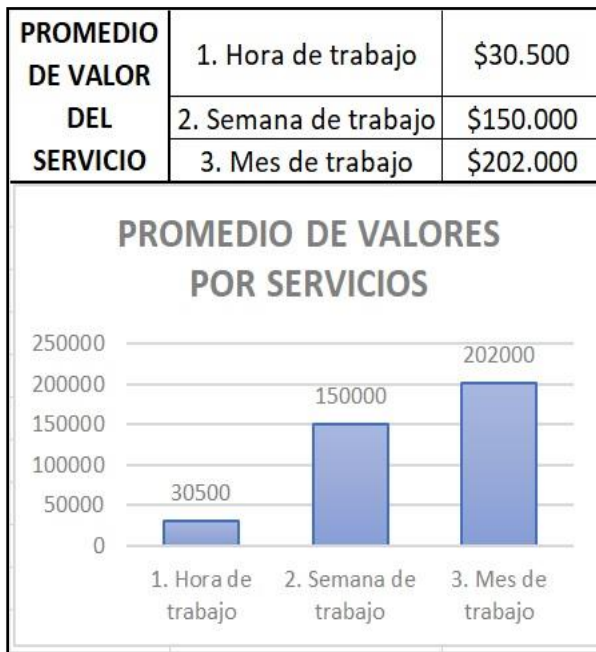 PROMEDIO
DE VALOR
DEL
SERVICIO
1. Hora de trabajo
$30.500
2. Semana de trabajo
$150.000
3. Mes de trabajo
$202.000
PROMEDIO DE VALORES
POR SERVICIOS
250000
200000
150000
100000
50000
0
30500
150000
202000
1. Hora de
trabajo
2. Semana de
trabajo
3. Mes de
trabajo